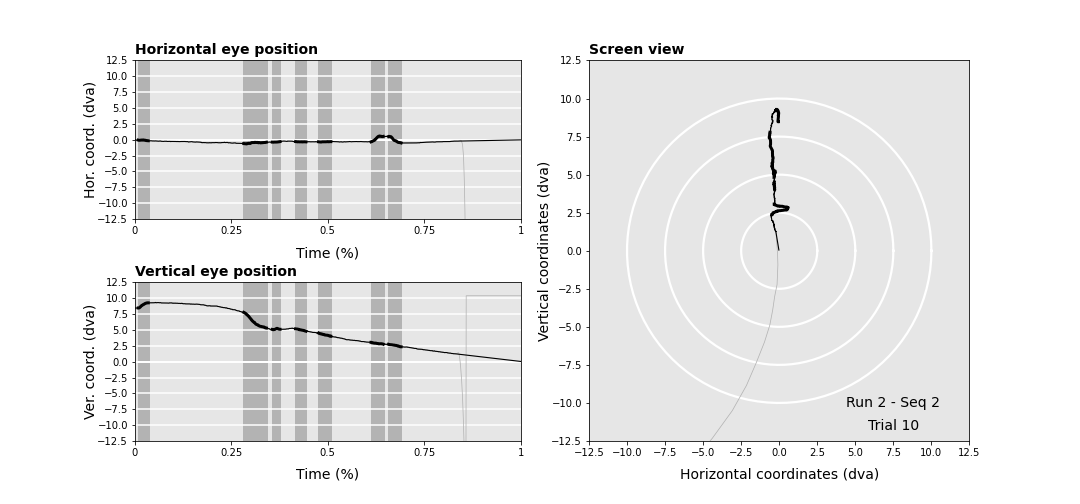 Horizontal eye position
12.5
10.0
7.5
5.0
2.5
0.0
−2.5
−5.0
−7.5
−10.0
−12.5
Hor. coord. (dva)
0 0.25 0.5 0.75 1
Time (%)
Vertical eye position
12.5
10.0
7.5
5.0
2.5
0.0
−2.5
−5.0
−7.5
−10.0
−12.5
Ver. coord. (dva)
0 0.25 0.5 0.75 1
Time (%)
Screen view
12.5
10.0
7.5
5.0
2.5
0.0
−2.5
−5.0
−7.5
−10.0
−12.5
Vertical coordinates (dva)
Run 2 - Seq 2
Trial 10
−12.5 −10.0 −7.5 −5.0 −2.5 0.0 2.5 5.0 7.5 10.0 12.5
Horizontal coordinates (dva)